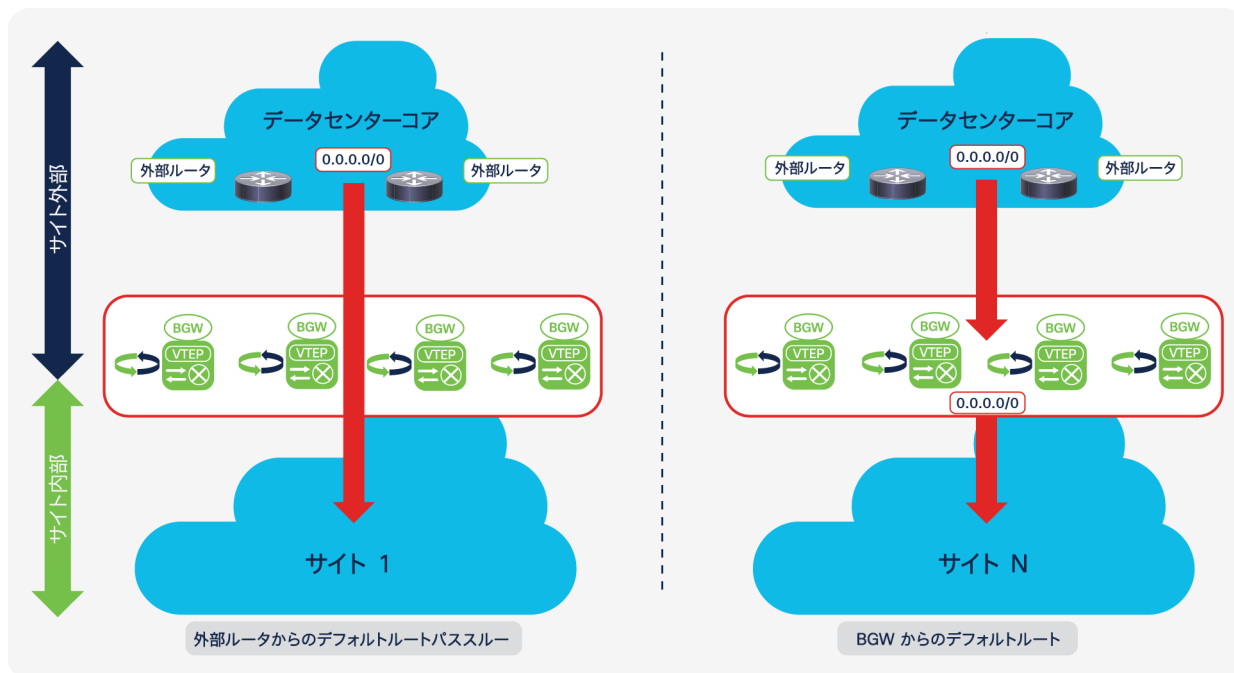 サイト外部
サイト内部
データセンターコア
外部ルータ
0.0.0.0/0
外部ルータ
BGW
VTEP
BGW
VTEP
BGW
VTEP
BGW
VTEP
サイト 1
外部ルータからのデフォルトルートパススルー
データセンターコア
外部ルータ
0.0.0.0/0
外部ルータ
BGW
VTEP
BGW
VTEP
BGW
VTEP
BGW
VTEP
0.0.0.0/0
サイト N
BGW からのデフォルトルート